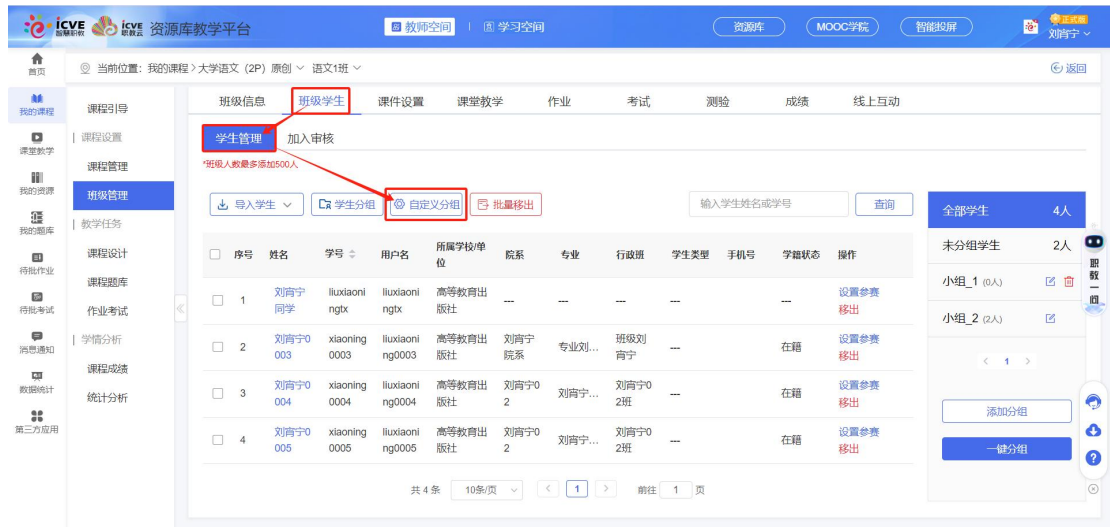 icve 智慧职教 icve 职教云 资源库教学平台 教师空间 学习空间 资源库 MOOC学院 智能投屏 正式版 刘宵宁
首页 当前位置：我的课程>大学语文（2P）原创 语文1班 返回
我的课程
课堂教学
我的资源
我的题库
待批作业
待批考试
消息通知
数据统计
第三方应用
课程引导
课程设置
课程管理
班级管理
教学任务
课程设计
课程题库
作业考试
学情分析
课程成绩
统计分析
班级信息 班级学生 课件设置 课堂教学 作业 考试 测验 成绩 线上互动
学生管理 加入审核
*班级人数最多添加500人
导入学生 学生分组 自定义分组 批量移出 输入学生姓名或学号 查询
序号 姓名 学号 用户名 所属学校/单位 院系 专业 行政班 学生类型 手机号 学籍状态 操作
1 刘宵宁同学 liuxiaoningtx liuxiaoningtx 高等教育出版社 --- --- --- --- --- 设置参赛 移出
2 刘宵宁0003 xiaoning0003 liuxiaoning0003 高等教育出版社 刘宵宁院系 专业刘... 班级刘宵宁 --- 在籍 设置参赛 移出
3 刘宵宁0004 xiaoning0004 liuxiaoning0004 高等教育出版社 刘宵宁02 刘宵宁... 刘宵宁02班 --- 在籍 设置参赛 移出
4 刘宵宁0005 xiaoning0005 liuxiaoning0005 高等教育出版社 刘宵宁02 刘宵宁... 刘宵宁02班 --- 在籍 设置参赛 移出
共 4 条 10条/页 < 1 > 前往 1 页
全部学生 4人
未分组学生 2人
小组_1 (0人)
小组_2 (2人)
< 1 >
添加分组
一键分组
职教一问